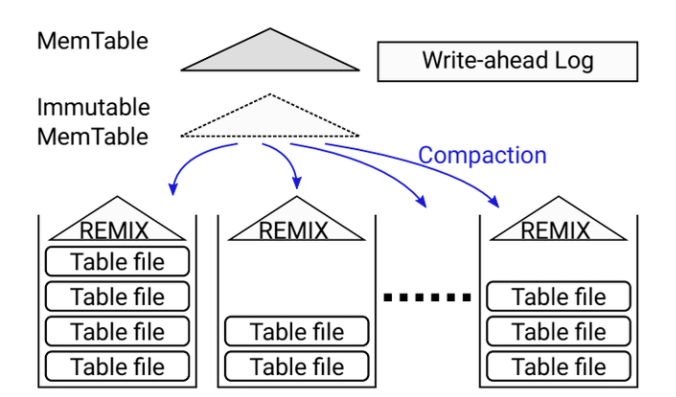 MemTable
Write-ahead Log
Immutable
MemTable
Compaction
REMIX
Table file
Table file
Table file
Table file
REMIX
Table file
Table file
REMIX
Table file
Table file
Table file